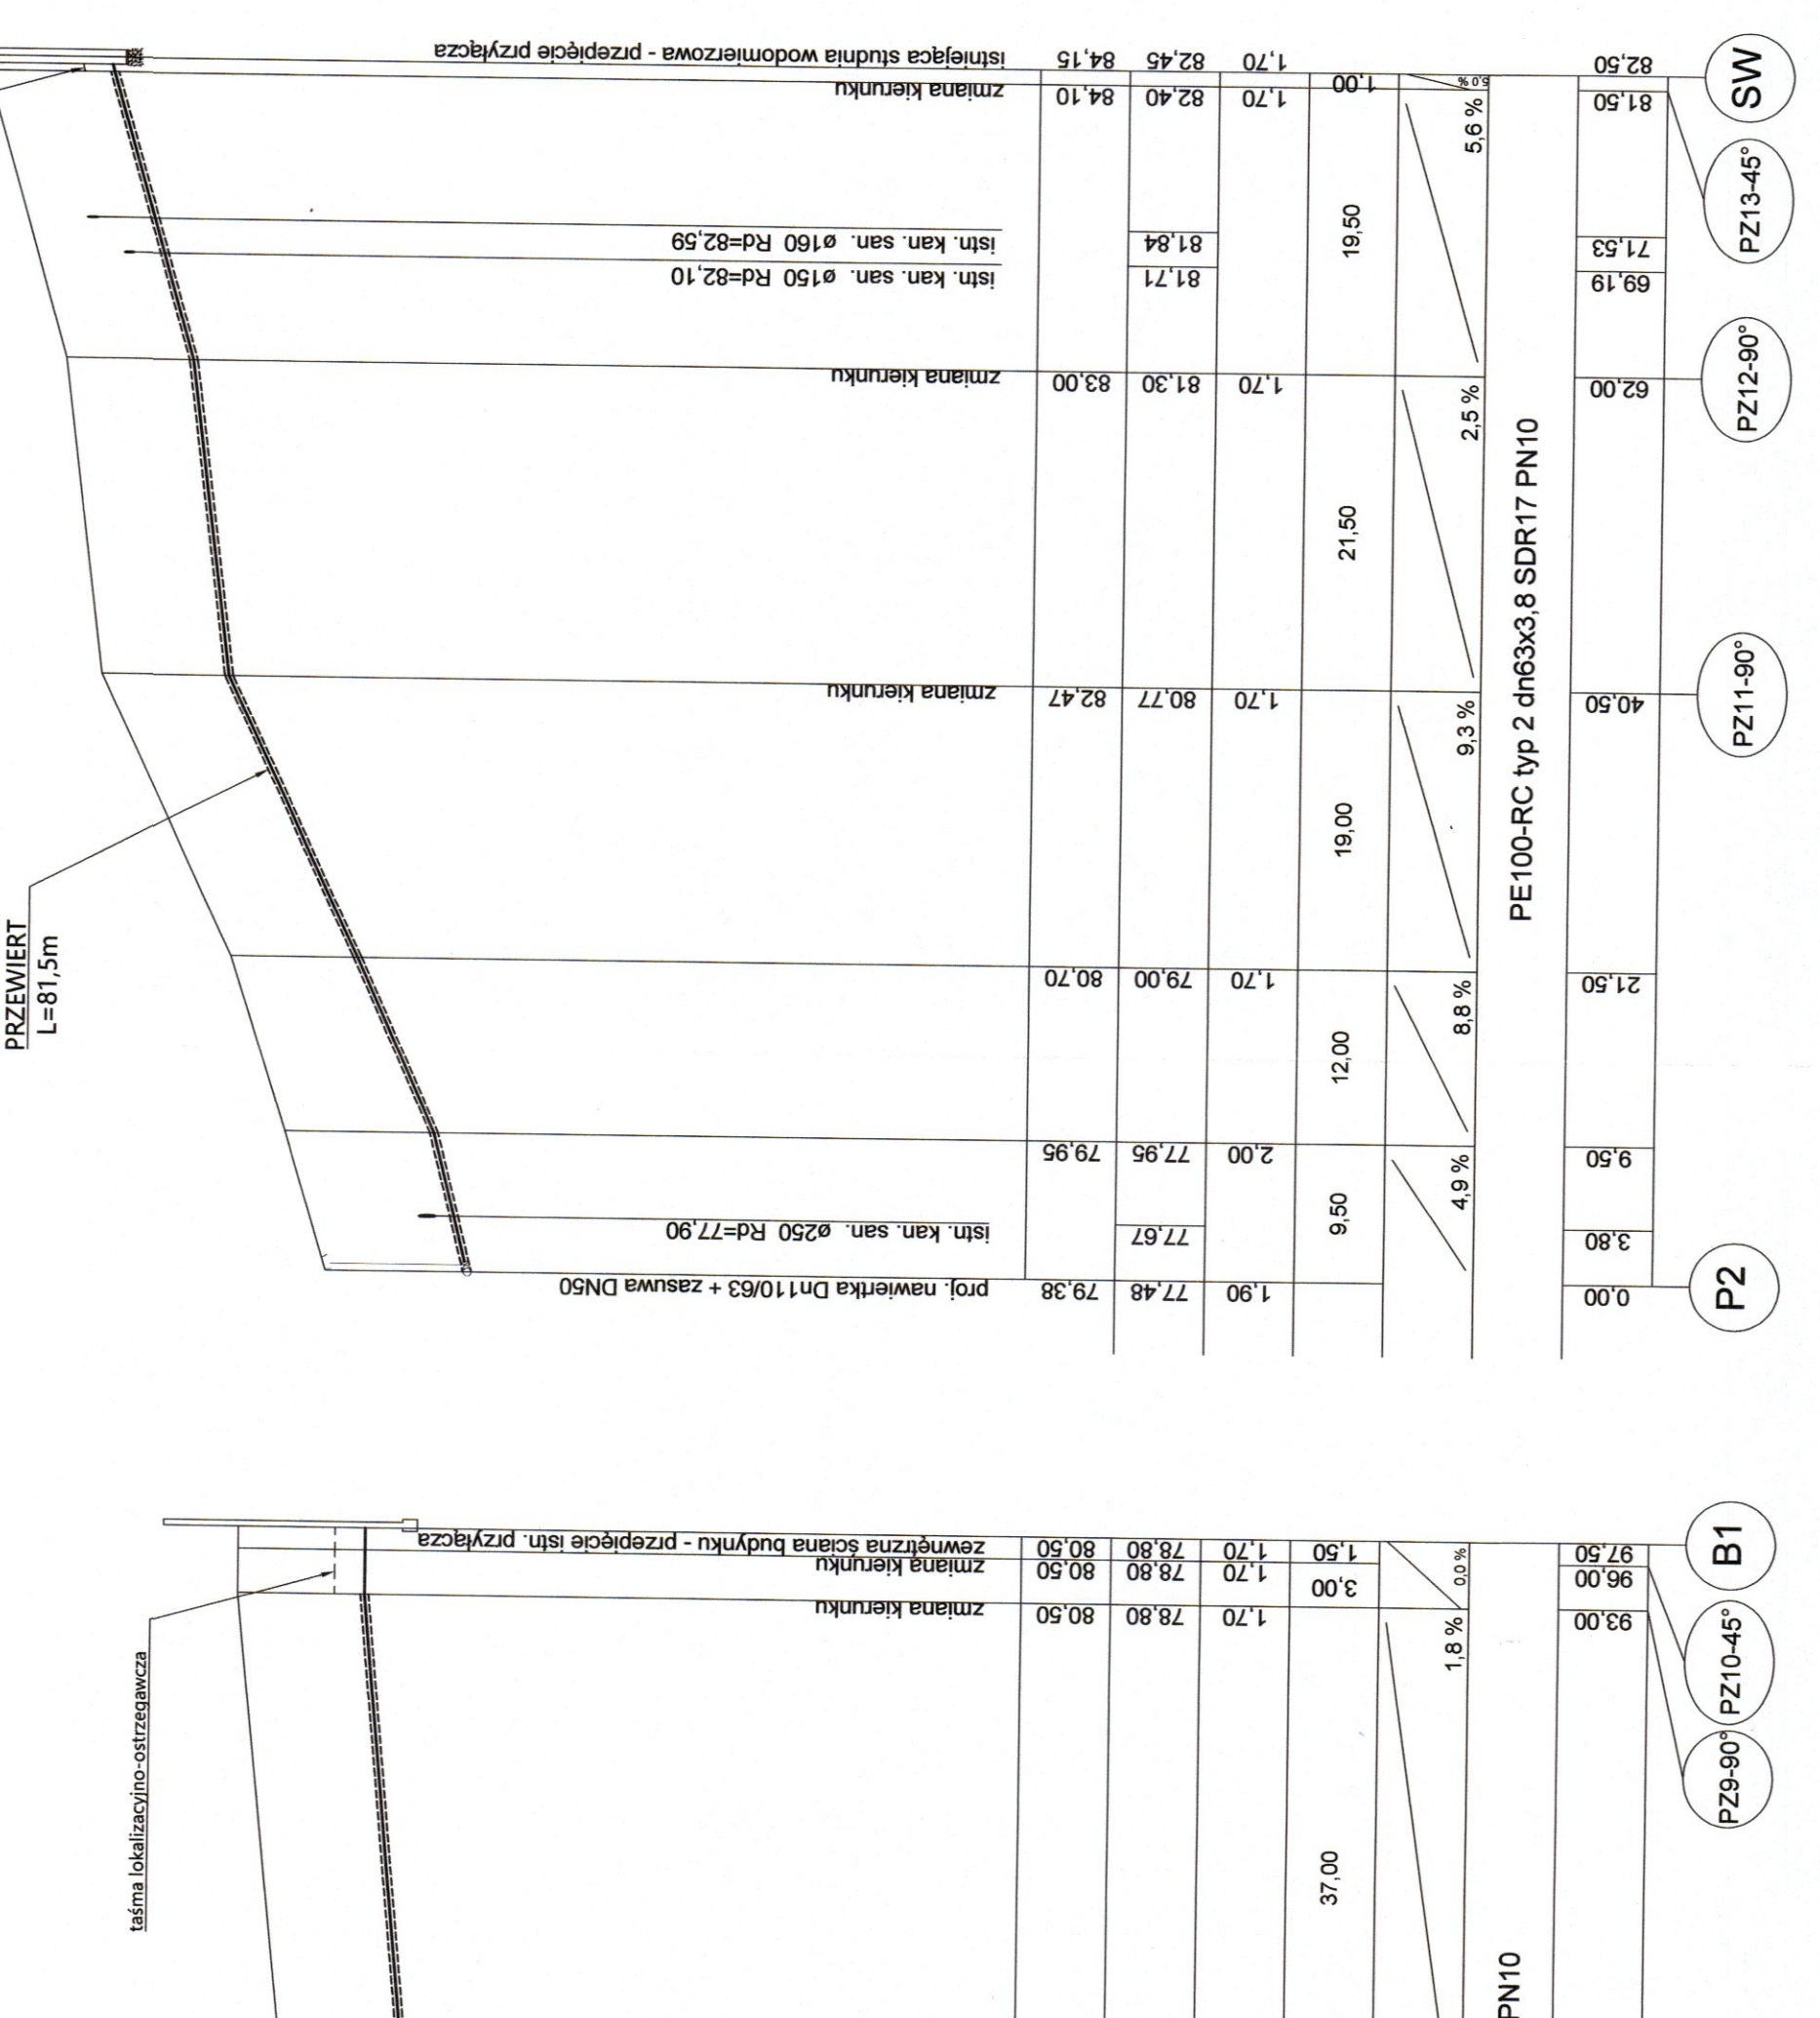 PRZEWIERT
L=81,5m
proj. nawiertka Dn110/63 + zasuwa DN50
istn. kan. san. ø250 Rd=77,90
zmiana kierunku
zmiana kierunku
istn. kan. san. ø150 Rd=82,10
istn. kan. san. ø160 Rd=82,59
zmiana kierunku
istniejąca studnia wodomierzowa - przepięcie przyłącza
79,38 79,95 80,70 82,47 83,00 84,10 84,15
77,48 77,67 77,95 79,00 80,77 81,30 81,71 81,84 82,40 82,45
1,90 2,00 1,70 1,70 1,70 1,70 1,70
9,50 12,00 19,00 21,50 19,50 1,00
4,9 % 8,8 % 9,3 % 2,5 % 5,6 % 5,0 %
PE100-RC typ 2 dn63x3,8 SDR17 PN10
0,00 3,80 9,50 21,50 40,50 62,00 69,19 71,53 81,50 82,50
P2 PZ11-90° PZ12-90° PZ13-45° SW
taśma lokalizacyjno-ostrzegawcza
zmiana kierunku
zmiana kierunku
zewnętrzna ściana budynku - przepięcie istn. przyłącza
80,50 80,50 80,50
78,80 78,80 78,80
1,70 1,70 1,70
37,00 3,00 1,50
1,8 % 0,0 %
PN10
93,00 96,00 97,50
PZ9-90° PZ10-45° B1